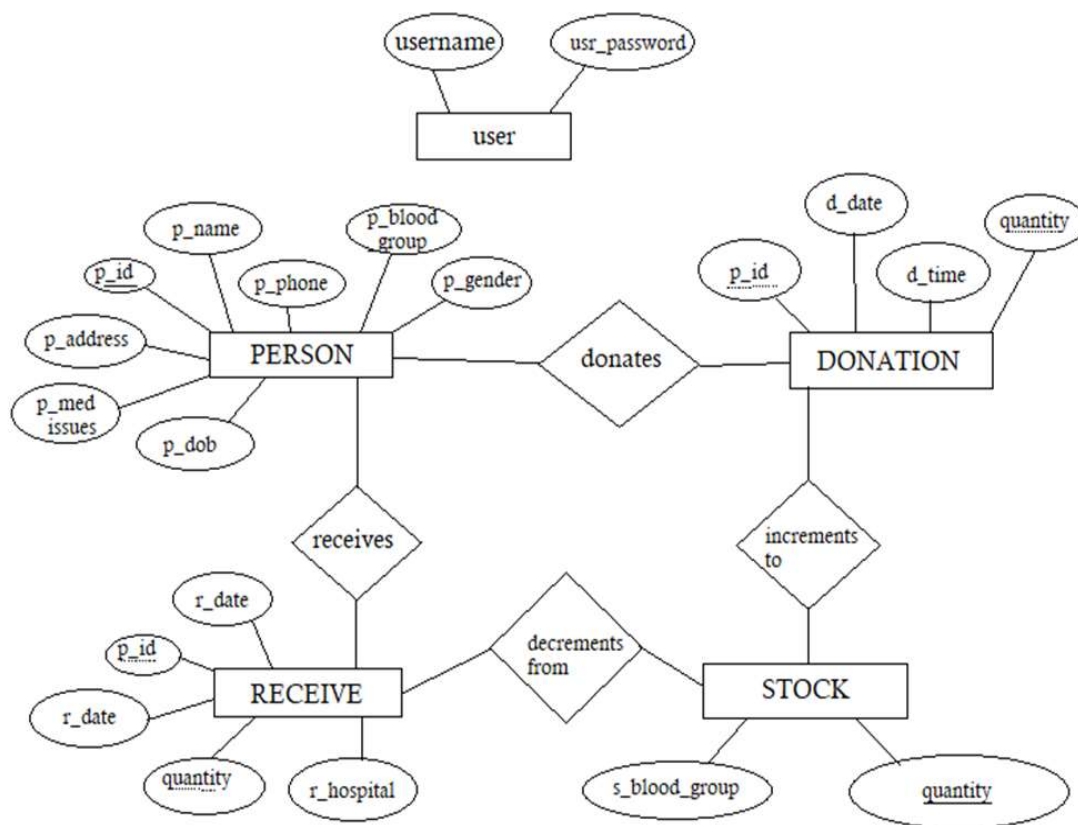 username
usr_password
user
d_date
quantity
p_name
p_blood
group
p_id
p_phone
p_gender
p_id
d_time
p_address
PERSON
donates
DONATION
p_med
issues
p_dob
receives
increments
to
r_date
p_id
decrements
from
RECEIVE
STOCK
r_date
quantity
r_hospital
s_blood_group
quantity